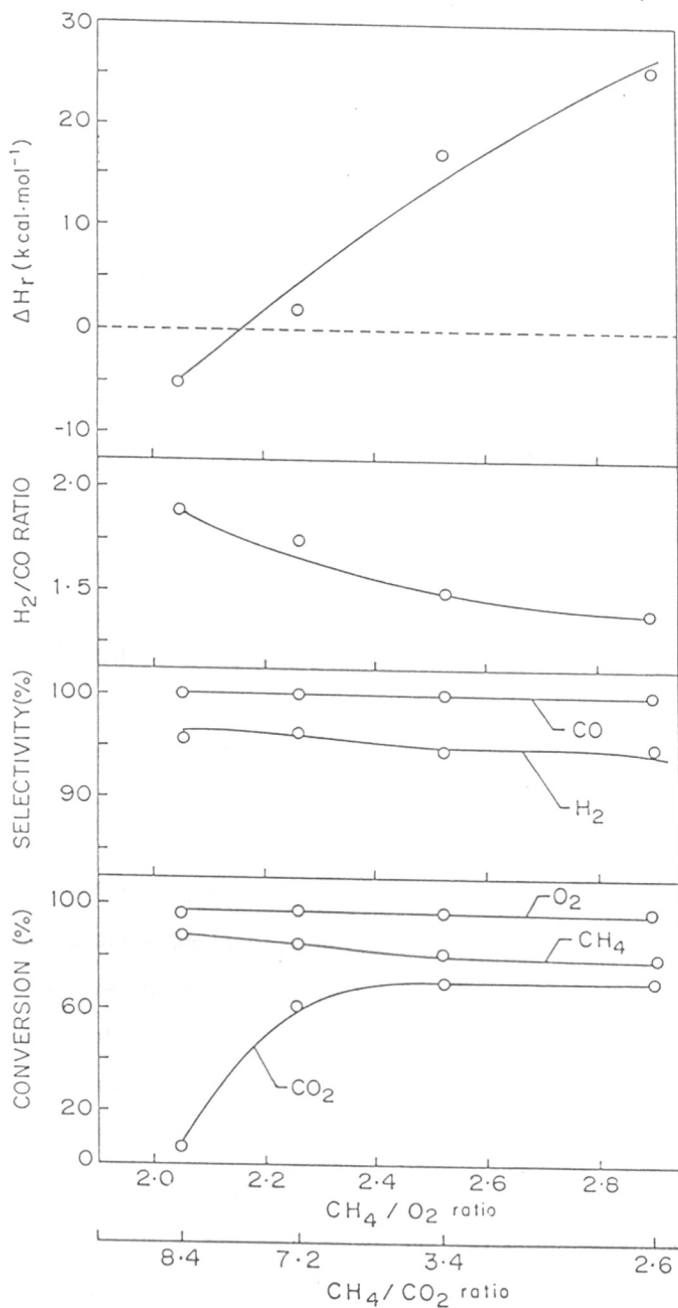 30
20
10
0
-10
ΔHr (kcal·mol⁻¹)
2·0
1·5
H₂/CO RATIO
100
90
SELECTIVITY(%)
CO
H₂
100
60
20
0
CONVERSION (%)
O₂
CH₄
CO₂
2.0 2.2 2·4 2·6 2·8
CH₄ / O₂ ratio
8·4 7·2 3·4 2·6
CH₄/CO₂ ratio